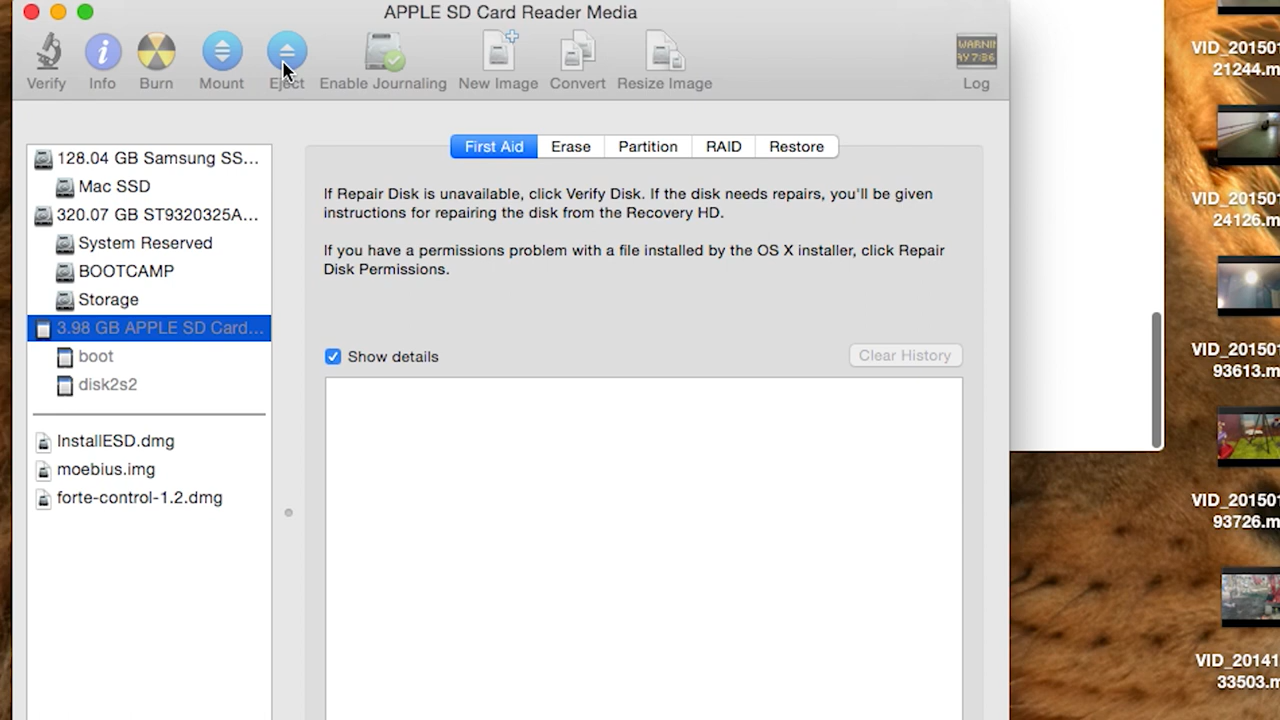 APPLE SD Card Reader Media
Verify Info Burn Mount Eject Enable Journaling New Image Convert Resize Image Log
WARNIN
AY 7:36
128.04 GB Samsung SS...
Mac SSD
320.07 GB ST9320325A...
System Reserved
BOOTCAMP
Storage
3.98 GB APPLE SD Card...
boot
disk2s2
InstallESD.dmg
moebius.img
forte-control-1.2.dmg
First Aid Erase Partition RAID Restore
If Repair Disk is unavailable, click Verify Disk. If the disk needs repairs, you'll be given
instructions for repairing the disk from the Recovery HD.
If you have a permissions problem with a file installed by the OS X installer, click Repair
Disk Permissions.
Show details Clear History
VID_20150
21244.m
VID_20150
24126.m
VID_20150
93613.m
VID_20150
93726.m
VID_20141
33503.m